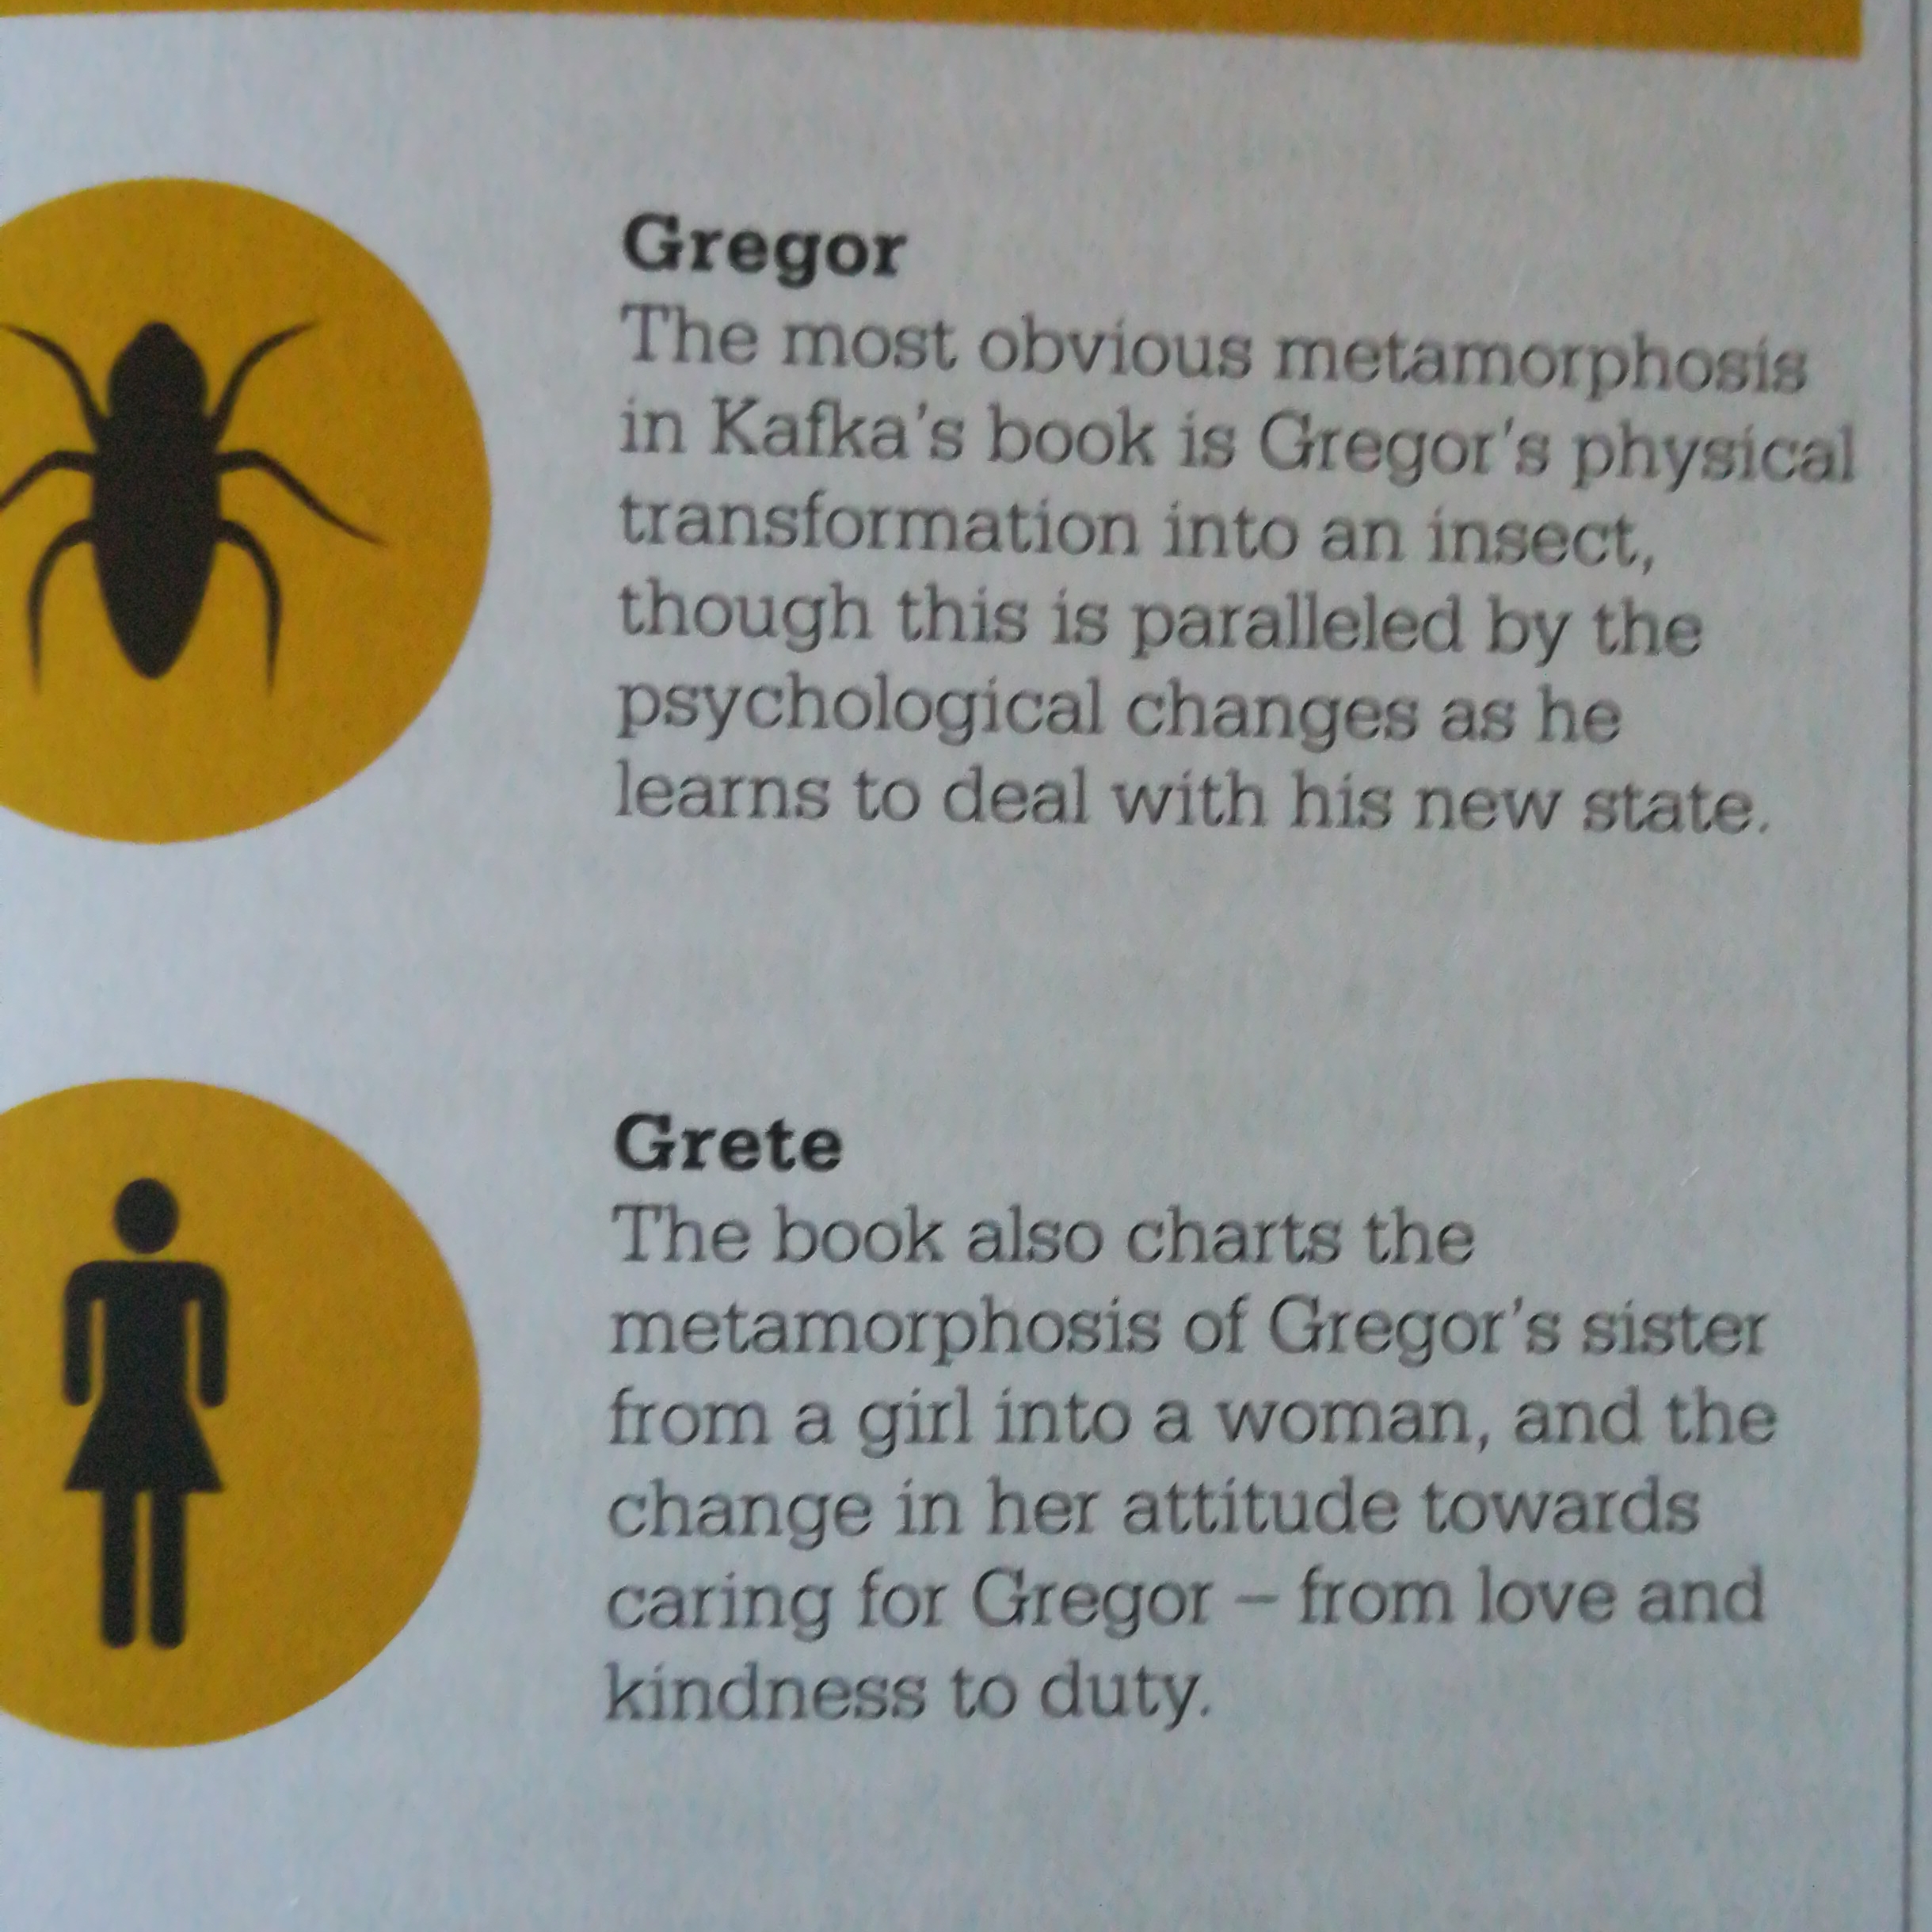 Gregor
The most obvious metamorphosis
in Kafka's book is Gregor's physical
transformation into an insect,
though this is paralleled by the
psychological changes as he
learns to deal with his new state.
Grete
The book also charts the
metamorphosis of Gregor's sister
from a girl into a woman, and the
change in her attitude towards
caring for Gregor – from love and
kindness to duty.